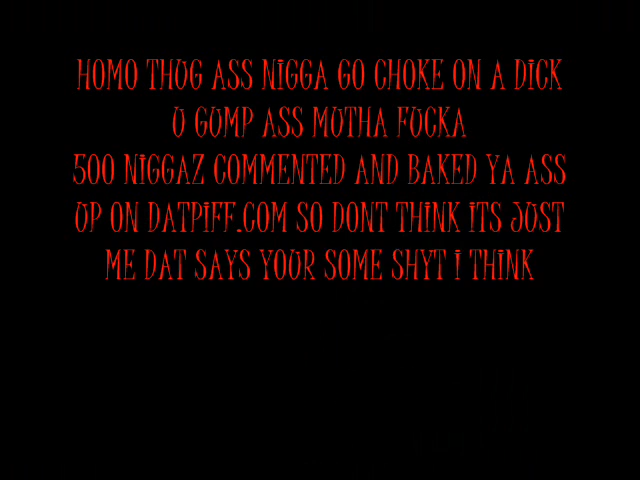 HOMO THUG ASS NIGGA GO CHOKE ON A DICK
U GUMP ASS MUTHA FUCKA
500 NIGGAZ COMMENTED AND BAKED YA ASS
UP ON DATPIFF.COM SO DONT THINK ITS JUST
ME DAT SAYS YOUR SOME SHYT I THINK